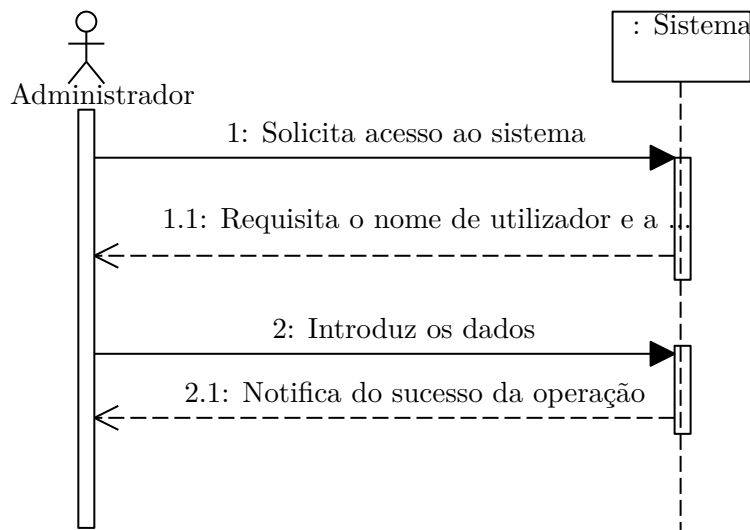 : Sistema
Administrador
1: Solicita acesso ao sistema
1.1: Requisita o nome de utilizador e a ...
2: Introduz os dados
2.1: Notifica do sucesso da operação